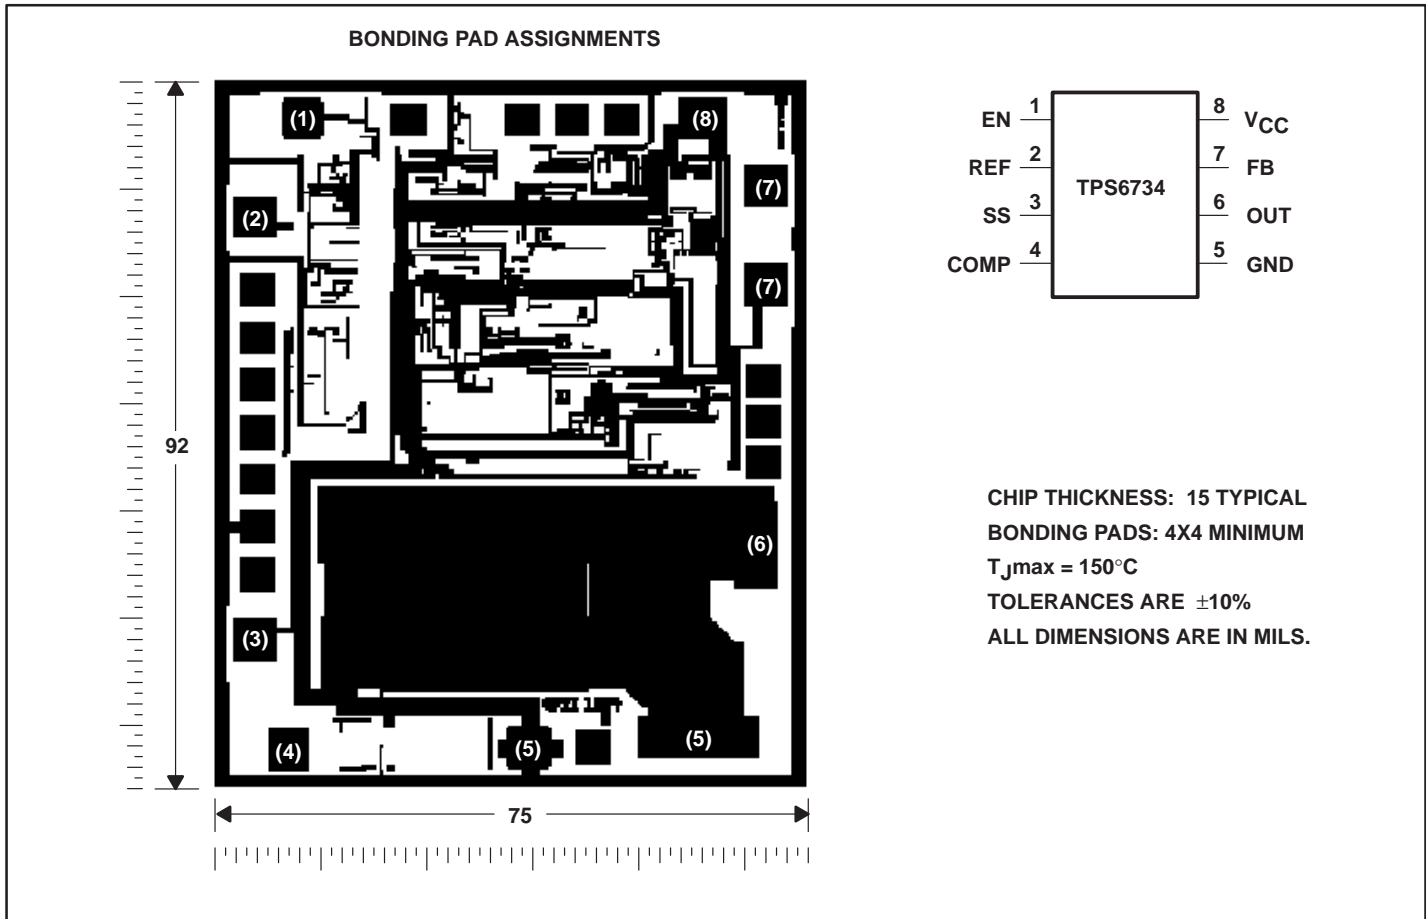 BONDING PAD ASSIGNMENTS
(1)
(8)
(7)
(2)
(7)
92
(6)
(3)
(4)
(5)
(5)
75
EN 1
8 VCC
REF 2
7 FB
TPS6734
SS 3
6 OUT
COMP 4
5 GND
CHIP THICKNESS: 15 TYPICAL
BONDING PADS: 4X4 MINIMUM
TJmax = 150°C
TOLERANCES ARE ±10%
ALL DIMENSIONS ARE IN MILS.